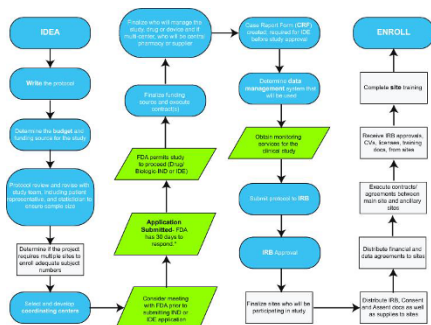 IDEA
Write the protocol
Determine the budget and
funding source for the study
Protocol review and revise with
study team, including patient
representative, and statistician to
ensure sample size
Determine if the project
requires multiple sites to
enroll adequate subject
numbers
Select and develop
coordinating centers
Consider meeting
with FDA prior to
submitting IND or
IDE application
Application
Submitted- FDA
has 30 days to
respond.*
FDA permits study
to proceed (Drug/
Biologic-IND or IDE)
Finalize funding
source and execute
contract(s)
Finalize who will manage the
study, drug or device and if
multi-center, who will be central
pharmacy or supplier
Case Report Form (CRF)
created, required for IDE
before study approval
Determine data
management system that
will be used
Obtain monitoring
services for the
clinical study
Submit protocol to IRB
IRB Approval
Finalize sites who will be
participating in study
Distribute IRB, Consent
and Assent docs as well
as supplies to sites
Distribute financial and
data agreements to sites
Execute contracts/
agreements between
main site and ancillary
sites
Receive IRB approvals,
CVs, licenses, training
docs, from sites
Complete site training
ENROLL